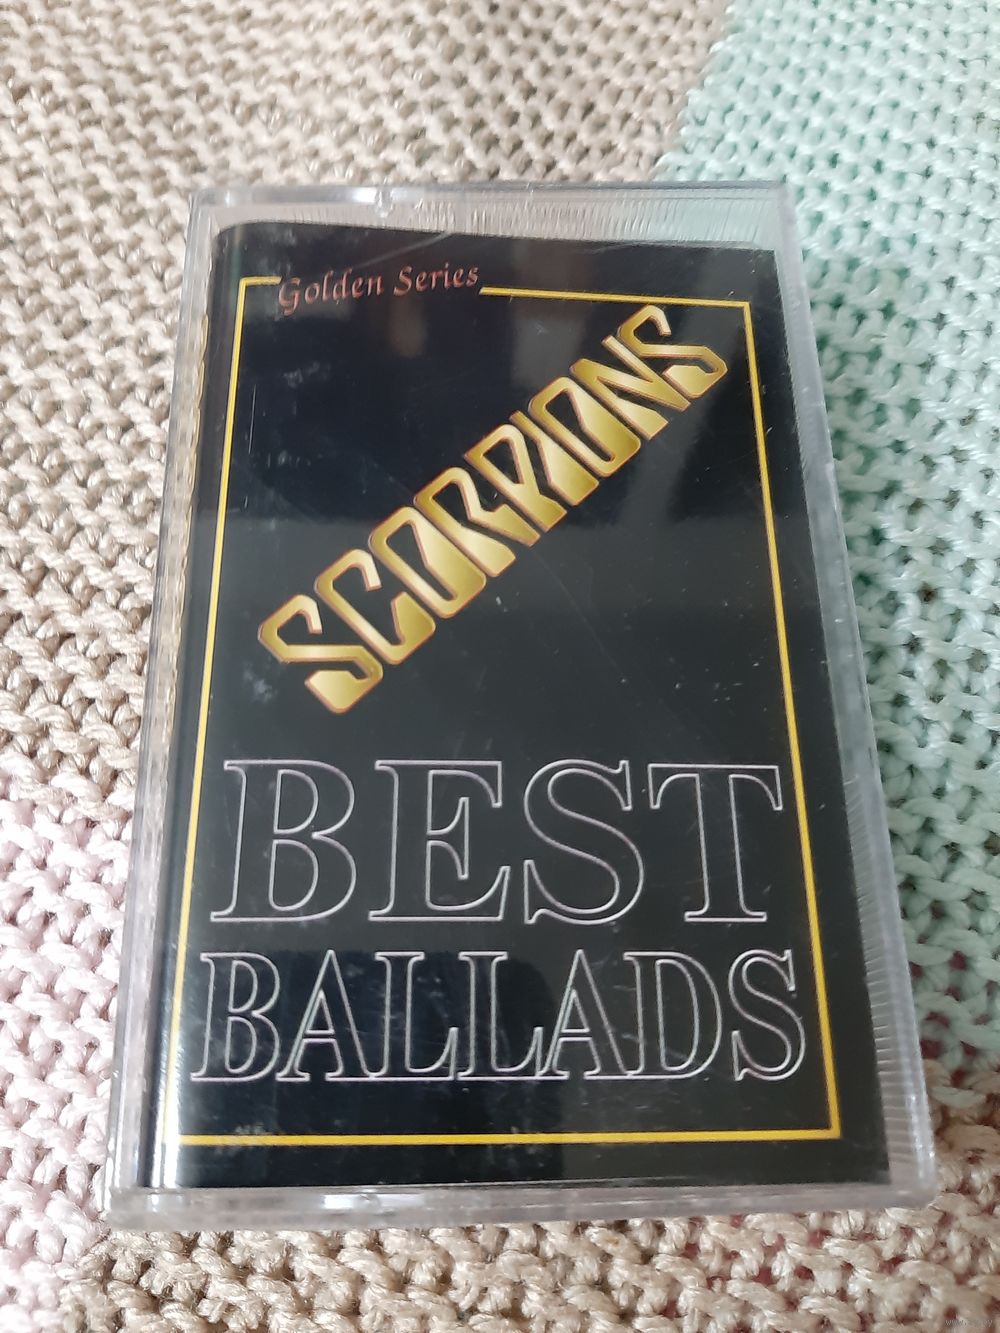 Golden Series
SCORPIONS
BEST
BALLADS